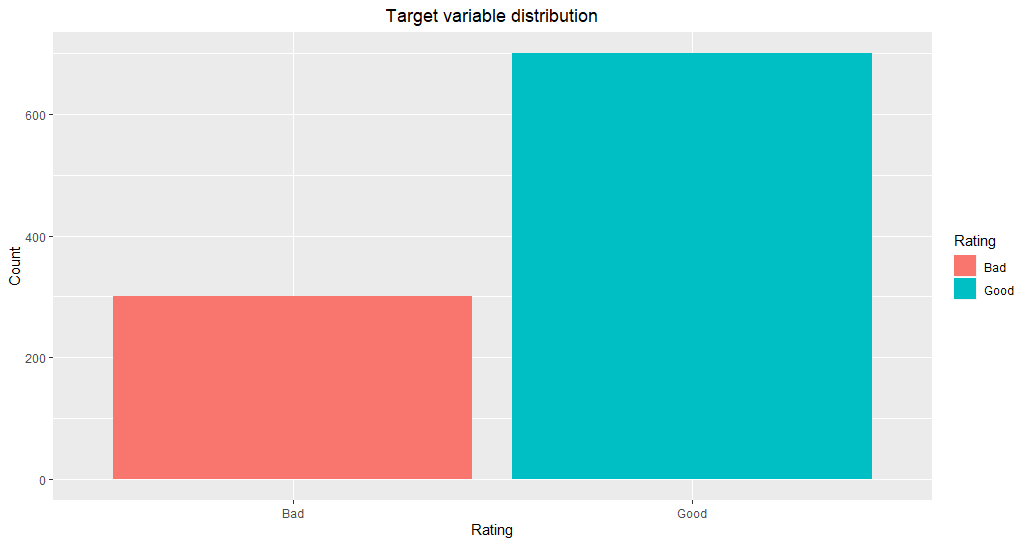 Target variable distribution
Count
600
400
200
0
Bad
Good
Rating
Rating
Bad
Good